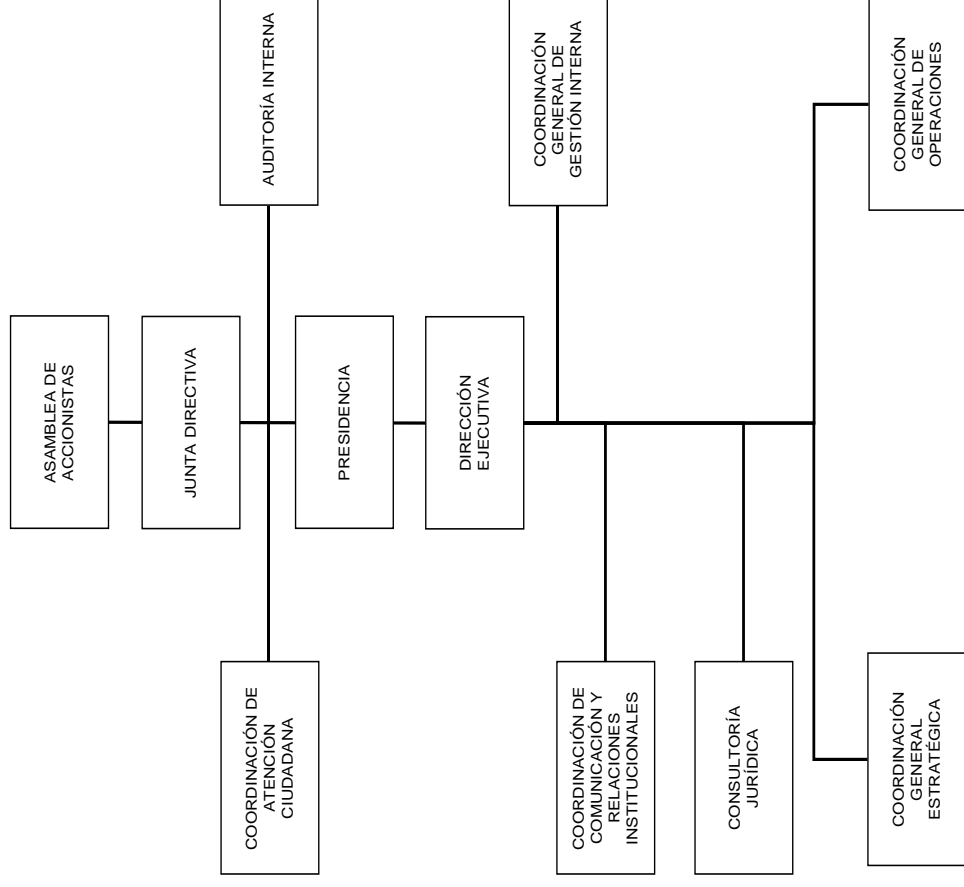 ASAMBLEA DE
ACCIONISTAS
JUNTA DIRECTIVA
COORDINACIÓN DE
ATENCIÓN
CIUDADANA
AUDITORÍA INTERNA
PRESIDENCIA
DIRECCIÓN
EJECUTIVA
COORDINACIÓN
GENERAL DE
GESTIÓN INTERNA
COORDINACIÓN DE
COMUNICACIÓN Y
RELACIONES
INSTITUCIONALES
CONSULTORÍA
JURÍDICA
COORDINACIÓN
GENERAL
ESTRATÉGICA
COORDINACIÓN
GENERAL DE
OPERACIONES